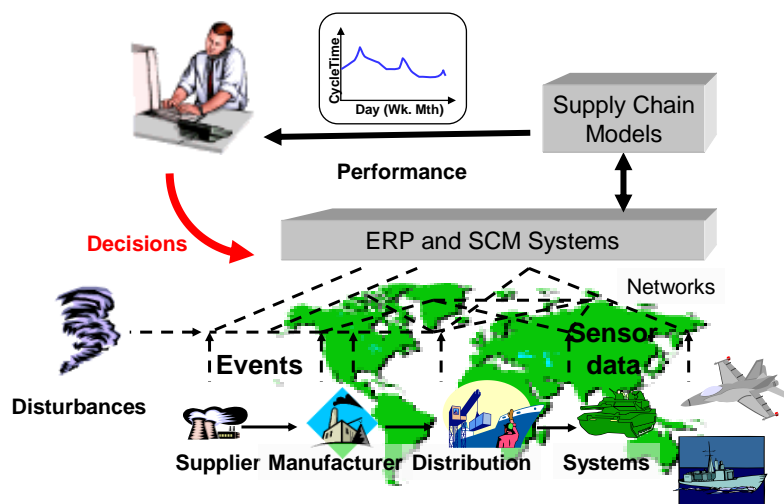 CycleTime
Day (Wk. Mth)
Supply Chain
Models
Performance
Decisions
ERP and SCM Systems
Networks
Events
Sensor
data
Disturbances
Supplier Manufacturer Distribution Systems